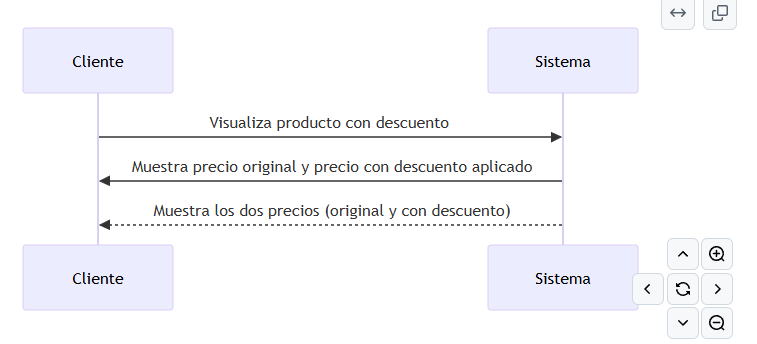 Cliente
Sistema
Visualiza producto con descuento
Muestra precio original y precio con descuento aplicado
Muestra los dos precios (original y con descuento)
Cliente
Sistema